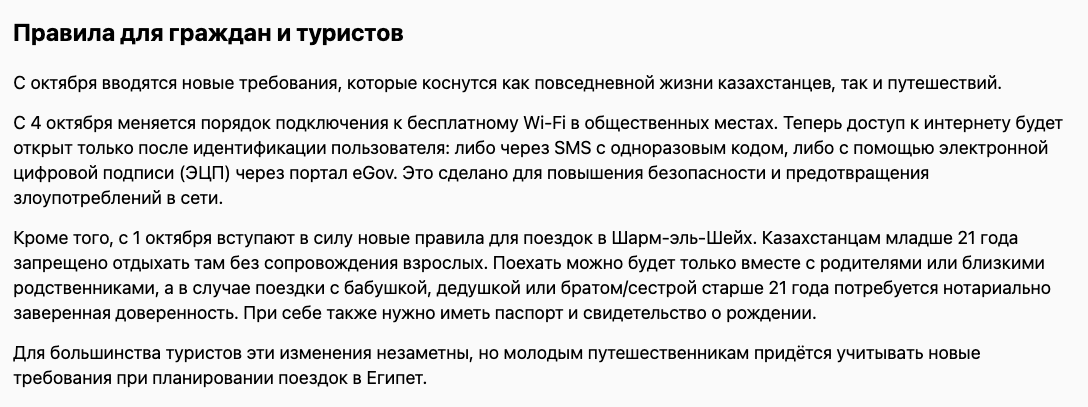 Правила для граждан и туристов
С октября вводятся новые требования, которые коснутся как повседневной жизни казахстанцев, так и путешествий.
С 4 октября меняется порядок подключения к бесплатному Wi-Fi в общественных местах. Теперь доступ к интернету будет
открыт только после идентификации пользователя: либо через SMS с одноразовым кодом, либо с помощью электронной
цифровой подписи (ЭЦП) через портал eGov. Это сделано для повышения безопасности и предотвращения
злоупотреблений в сети.
Кроме того, с 1 октября вступают в силу новые правила для поездок в Шарм-эль-Шейх. Казахстанцам младше 21 года
запрещено отдыхать там без сопровождения взрослых. Поехать можно будет только вместе с родителями или близкими
родственниками, а в случае поездки с бабушкой, дедушкой или братом/сестрой старше 21 года потребуется нотариально
заверенная доверенность. При себе также нужно иметь паспорт и свидетельство о рождении.
Для большинства туристов эти изменения незаметны, но молодым путешественникам придётся учитывать новые
требования при планировании поездок в Египет.